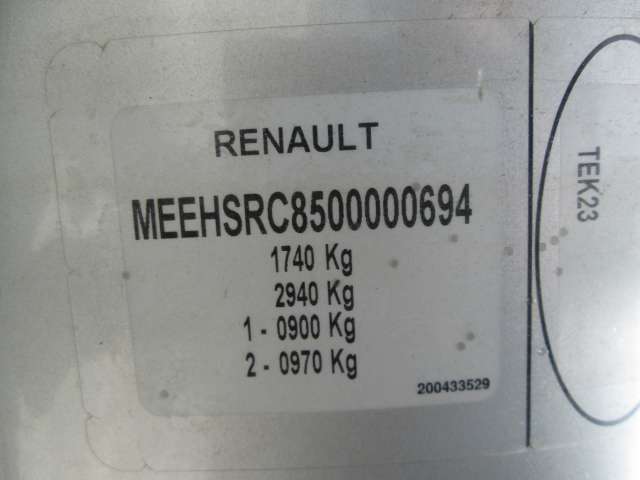 RENAULT
MEEHSRC8500000694
1740 Kg
2940 Kg
1 - 0900 Kg
2 - 0970 Kg
200433529
TEK23